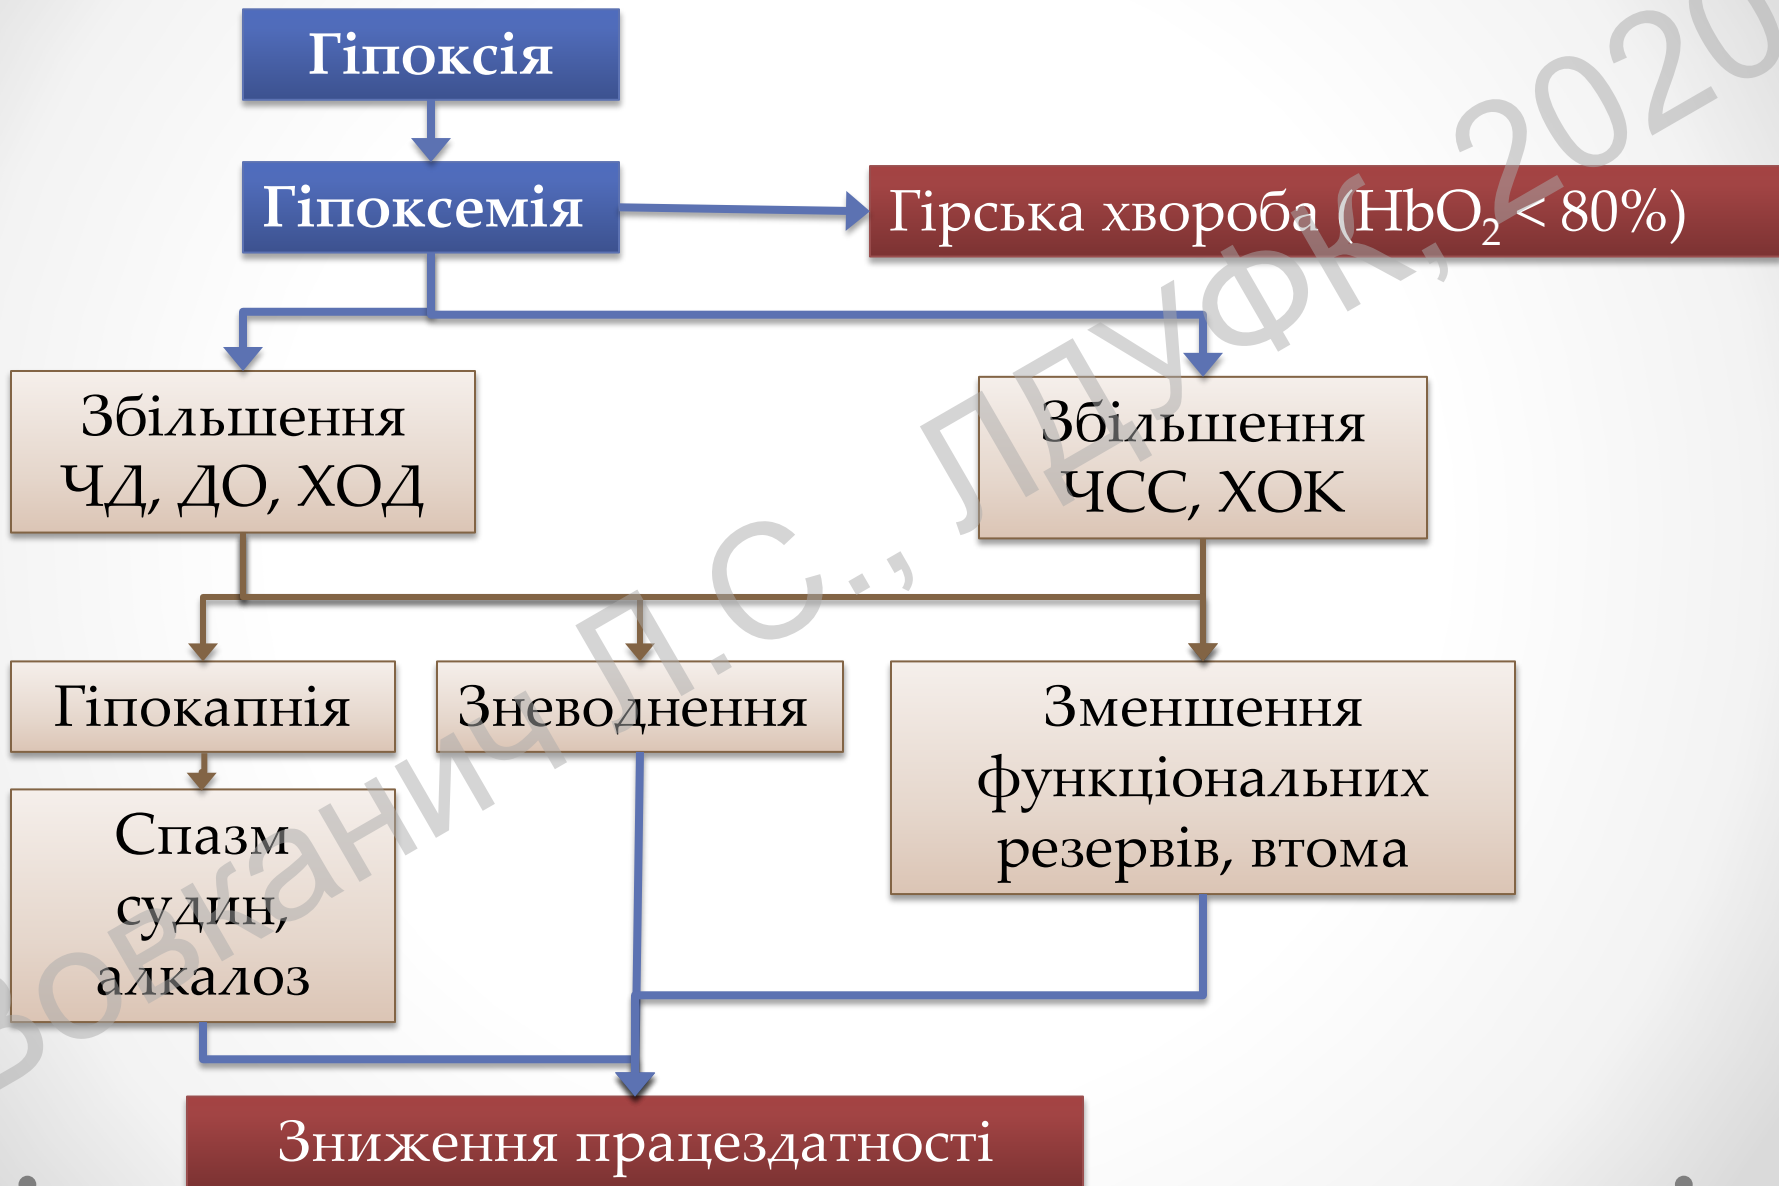 Гіпоксія
Гіпоксемія
Гірська хвороба (HbO₂ < 80%)
Збільшення
ЧД, ДО, ХОД
Збільшення
ЧСС, ХОК
Гіпокапнія
Зневоднення
Зменшення
функціональних
резервів, втома
Спазм
судин,
алкалоз
Зниження працездатності
Вовканич Л.С., ЛДУФК, 2020